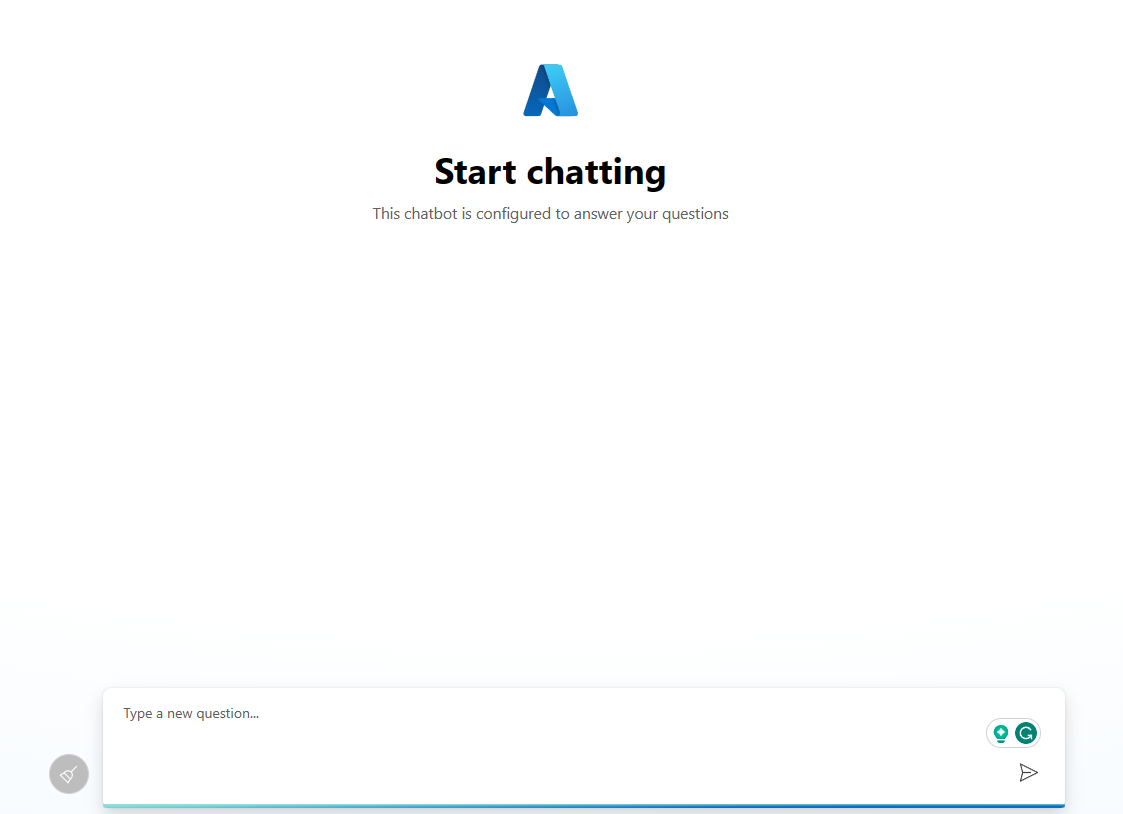 Start chatting
This chatbot is configured to answer your questions
Type a new question...